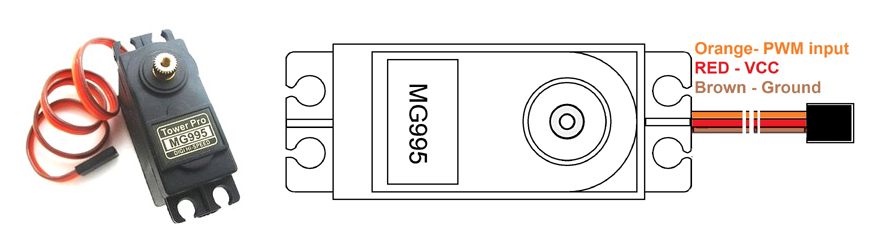 Tower Pro
MG995
DIGI HI-SPEED
MG995
Orange- PWM input
RED - VCC
Brown - Ground